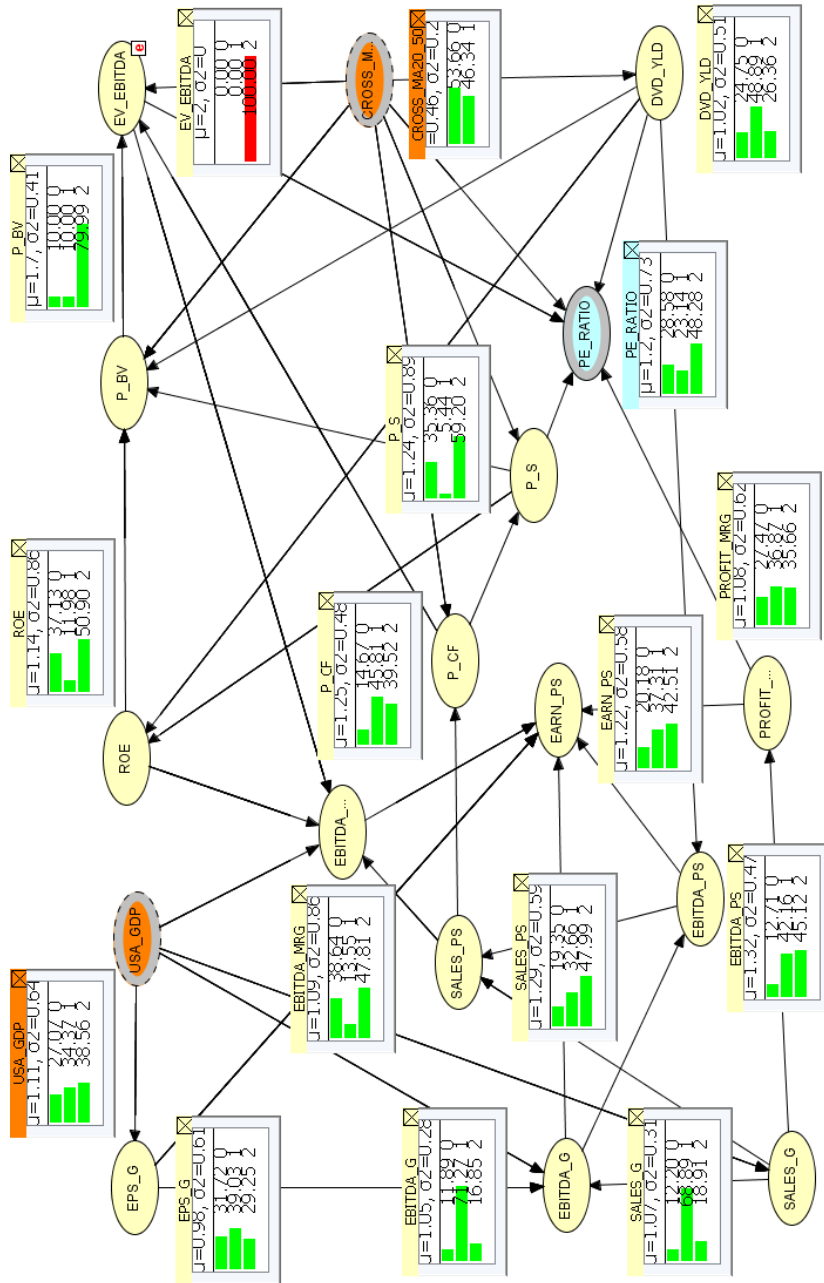 USA_GDP
μ=1.11, σ2=0.64
27.07 0
34.37 1
38.56 2
ROE
μ=1.14, σ2=0.86
37.13 0
11.98 1
50.90 2
P_BV
μ=1.7, σ2=0.41
10.00 0
10.00 1
79.99 2
EPS_G
USA_GDP
ROE
P_BV
EV_EBITDA
e
EPS_G
μ=0.98, σ2=0.61
31.72 0
39.03 1
29.25 2
EV_EBITDA
μ=2, σ2=0
0.00 0
0.00 1
100.00 2
EBITDA_MRG
μ=1.09, σ2=0.86
38.64 0
13.55 1
47.81 2
P_CF
μ=1.25, σ2=0.48
14.67 0
45.81 1
39.52 2
EBITDA_...
CROSS_M...
P_S
μ=1.24, σ2=0.89
35.36 0
5.44 1
59.20 2
EBITDA_G
μ=1.05, σ2=0.28
11.89 0
71.27 1
16.85 2
CROSS_MA20_50
=0.46, σ2=0.2
53.66 0
46.34 1
SALES_PS
P_CF
P_S
SALES_PS
μ=1.29, σ2=0.59
19.35 0
32.66 1
47.99 2
EBITDA_G
EARN_PS
PE_RATIO
EARN_PS
μ=1.22, σ2=0.58
20.18 0
37.31 1
42.51 2
SALES_G
μ=1.07, σ2=0.31
12.20 0
68.89 1
18.91 2
PE_RATIO
μ=1.2, σ2=0.73
28.58 0
23.14 1
48.28 2
DVD_YLD
EBITDA_PS
PROFIT_MRG
μ=1.08, σ2=0.62
27.47 0
36.87 1
35.66 2
DVD_YLD
μ=1.02, σ2=0.51
24.75 0
48.89 1
26.36 2
EBITDA_PS
μ=1.32, σ2=0.47
12.71 0
42.16 1
45.12 2
SALES_G
PROFIT_...